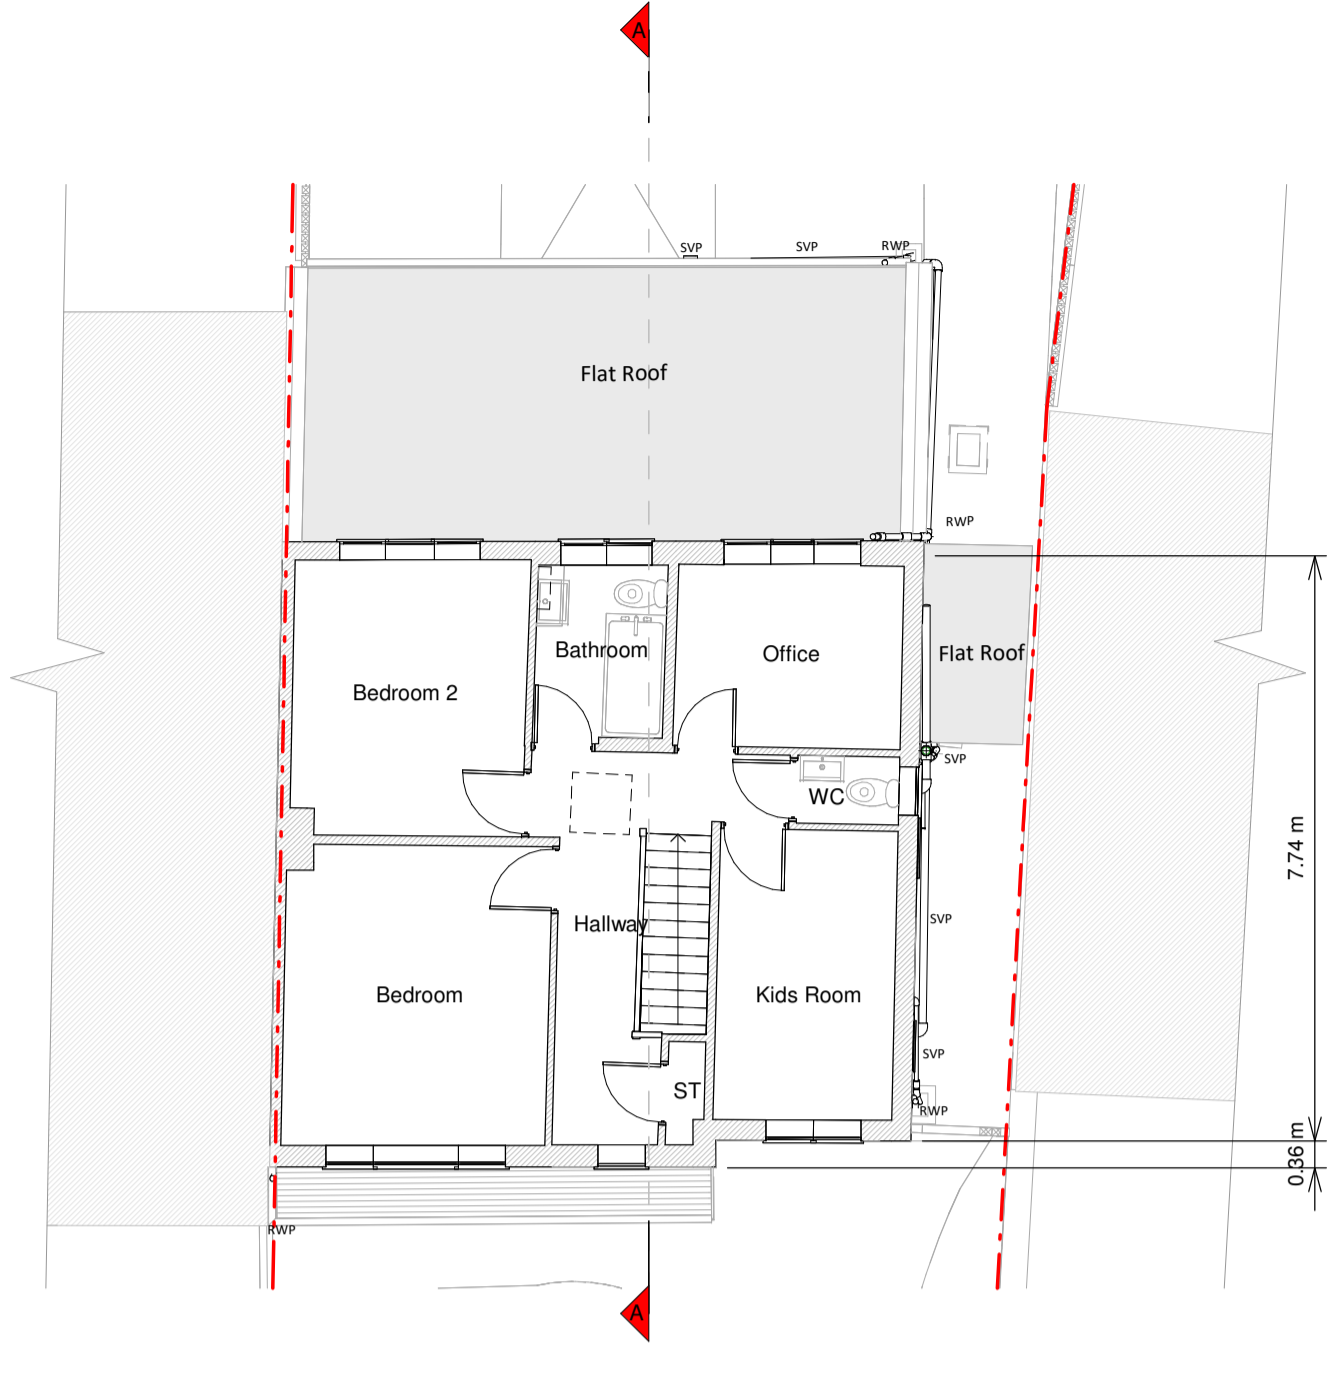 A
SVP
SVP
RWP
Flat Roof
RWP
Bathroom
Office
Flat Roof
Bedroom 2
SVP
WC
7.74 m
SVP
Hallway
Bedroom
Kids Room
SVP
ST
RWP
0.36 m
RWP
A